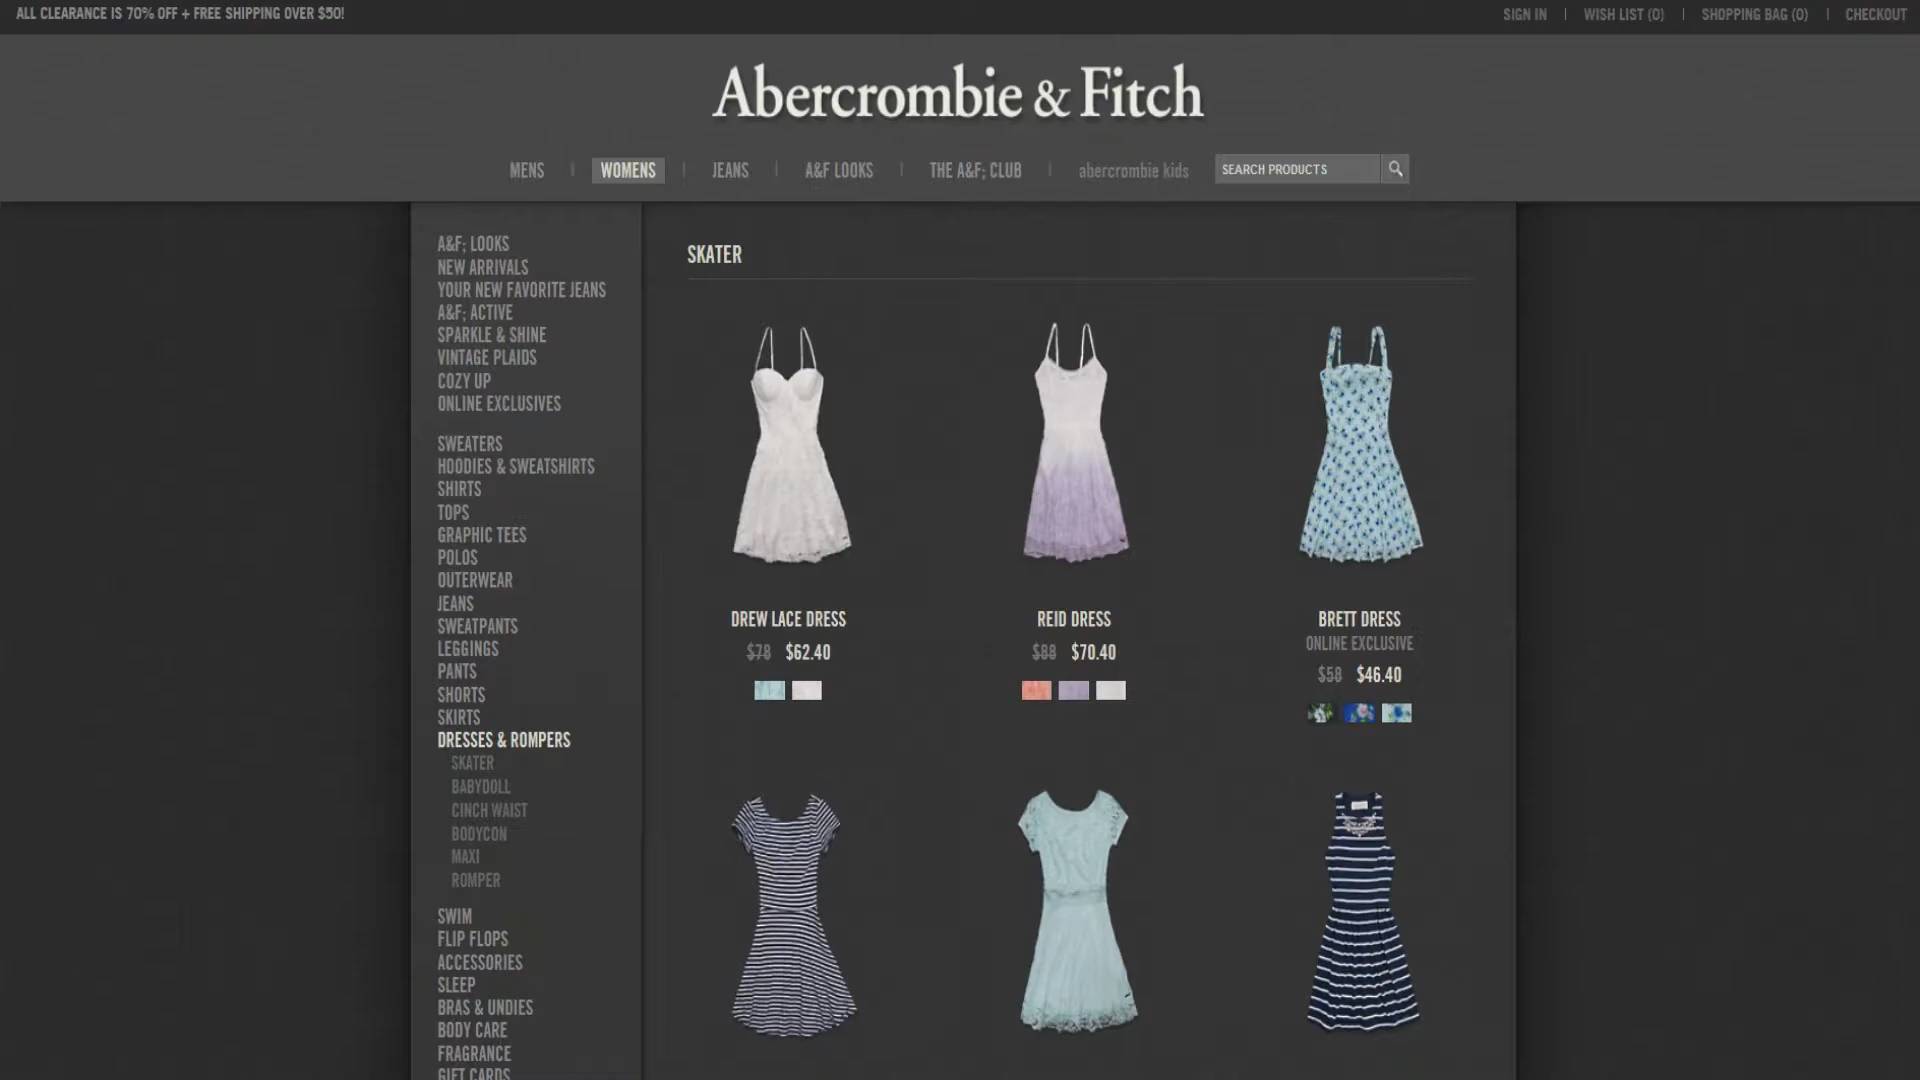 ALL CLEARANCE IS 70% OFF + FREE SHIPPING OVER $50!
SIGN IN | WISH LIST (0) | SHOPPING BAG (0) | CHECKOUT
Abercrombie & Fitch
MENS | WOMENS | JEANS | A&F LOOKS | THE A&F; CLUB | abercrombie kids
SEARCH PRODUCTS
A&F; LOOKS
NEW ARRIVALS
YOUR NEW FAVORITE JEANS
A&F; ACTIVE
SPARKLE & SHINE
VINTAGE PLAIDS
COZY UP
ONLINE EXCLUSIVES
SWEATERS
HOODIES & SWEATSHIRTS
SHIRTS
TOPS
GRAPHIC TEES
POLOS
OUTERWEAR
JEANS
SWEATPANTS
LEGGINGS
PANTS
SHORTS
SKIRTS
DRESSES & ROMPERS
SKATER
BABYDOLL
CINCH WAIST
BODYCON
MAXI
ROMPER
SWIM
FLIP FLOPS
ACCESSORIES
SLEEP
BRAS & UNDIES
BODY CARE
FRAGRANCE
GIFT CARDS
SKATER
DREW LACE DRESS
$78 $62.40
REID DRESS
$88 $70.40
BRETT DRESS
ONLINE EXCLUSIVE
$58 $46.40